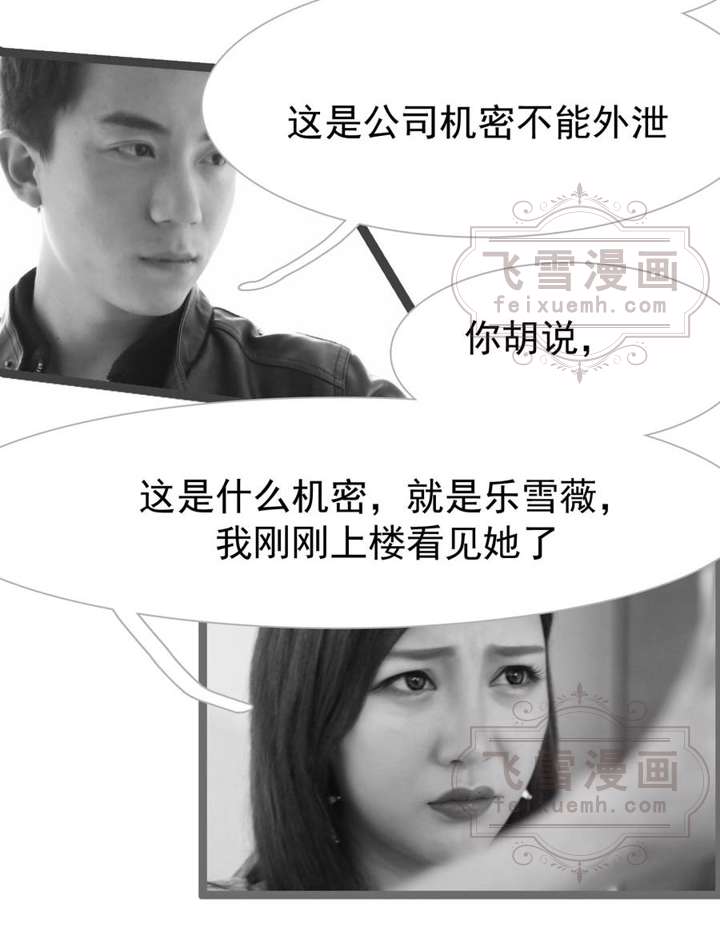 这是公司机密不能外泄
飞雪漫画
feixuemh.com
你胡说，
这是什么机密，就是乐雪薇，
我刚刚上楼看见她了
飞雪漫画
feixuemh.com